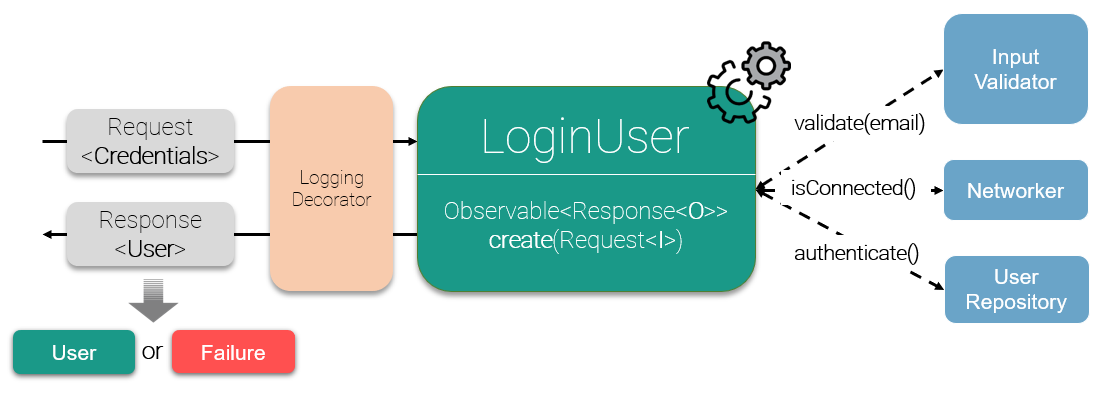 Request
<Credentials>
Response
<User>
User
or
Failure
Logging
Decorator
LoginUser
Observable<Response<O>>
create(Request<I>)
validate(email)
isConnected()
authenticate()
Input
Validator
Networker
User
Repository